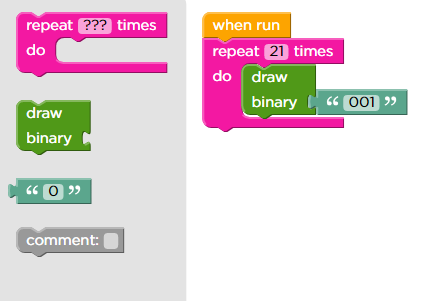 repeat ??? times
do
draw
binary
“ 0 ”
comment:
when run
repeat 21 times
do draw
binary “ 001 ”